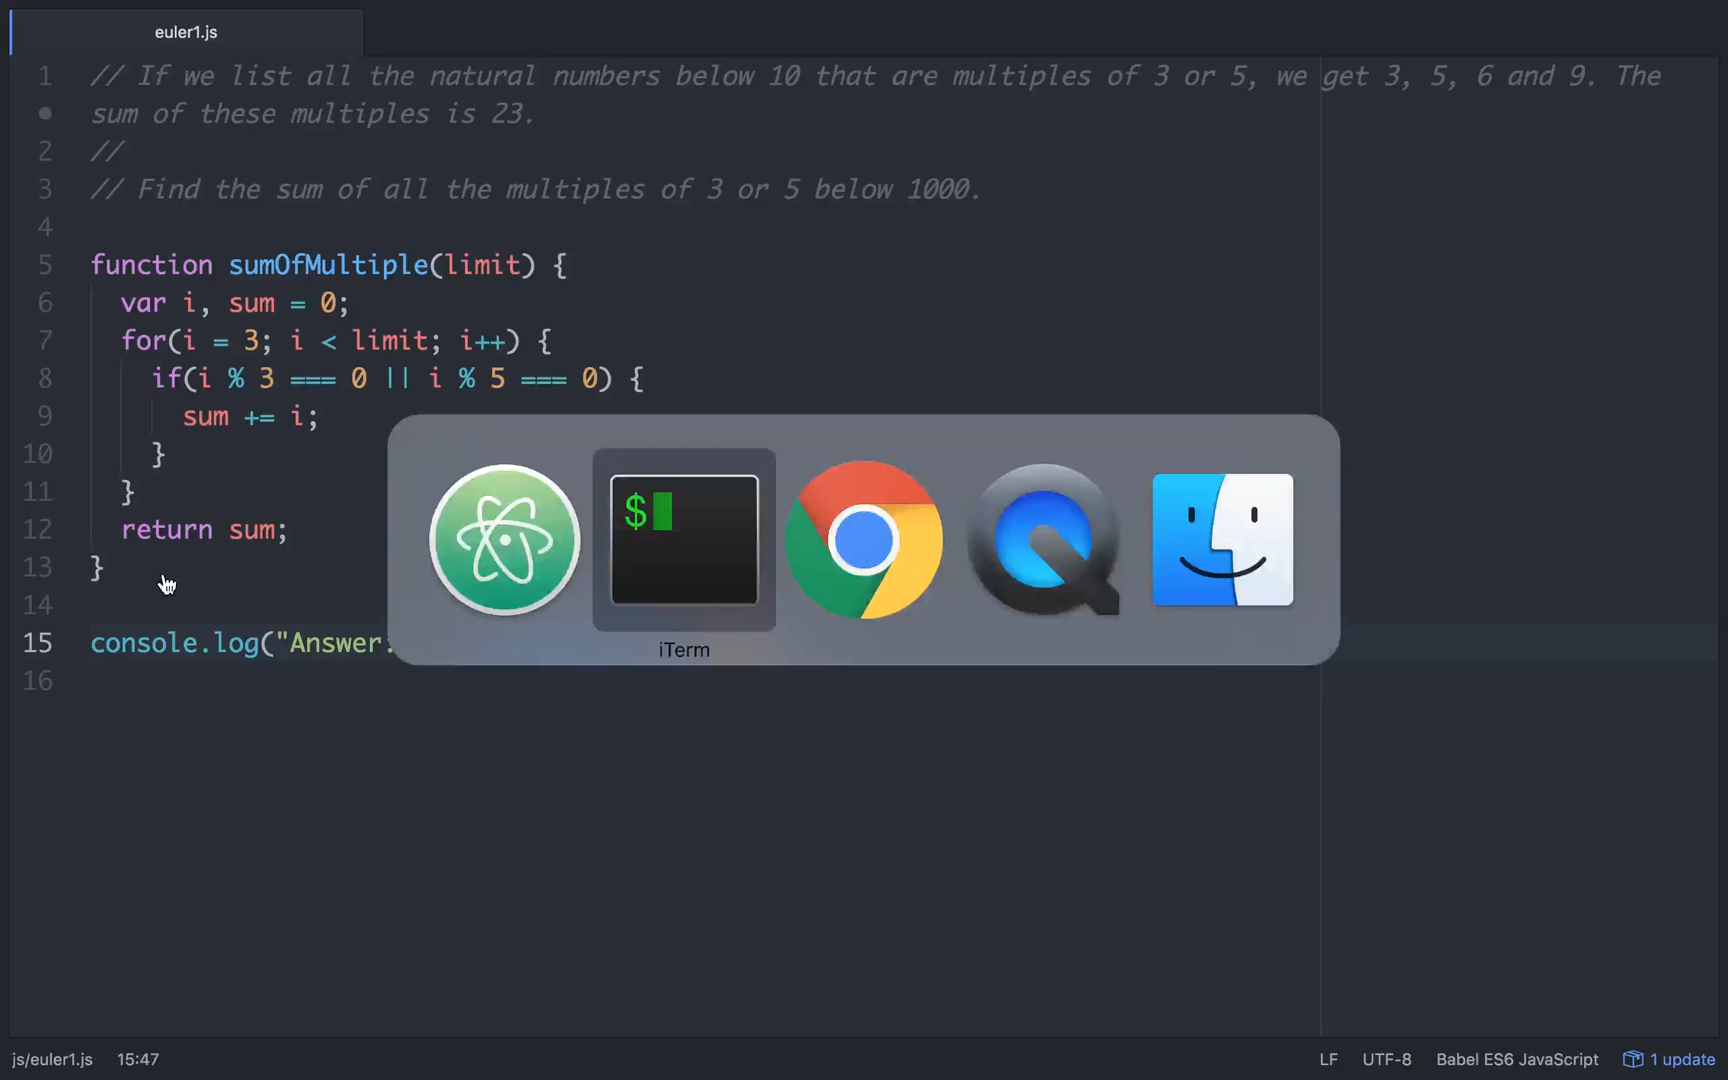 euler1.js
1 // If we list all the natural numbers below 10 that are multiples of 3 or 5, we get 3, 5, 6 and 9. The
• sum of these multiples is 23.
2 //
3 // Find the sum of all the multiples of 3 or 5 below 1000.
4
5 function sumOfMultiple(limit) {
6 var i, sum = 0;
7 for(i = 3; i < limit; i++) {
8 if(i % 3 === 0 || i % 5 === 0) {
9 sum += i;
10 }
11 }
12 return sum;
13 }
14
15 console.log("Answer:
16
$
iTerm
js/euler1.js 15:47 LF UTF-8 Babel ES6 JavaScript 1 update